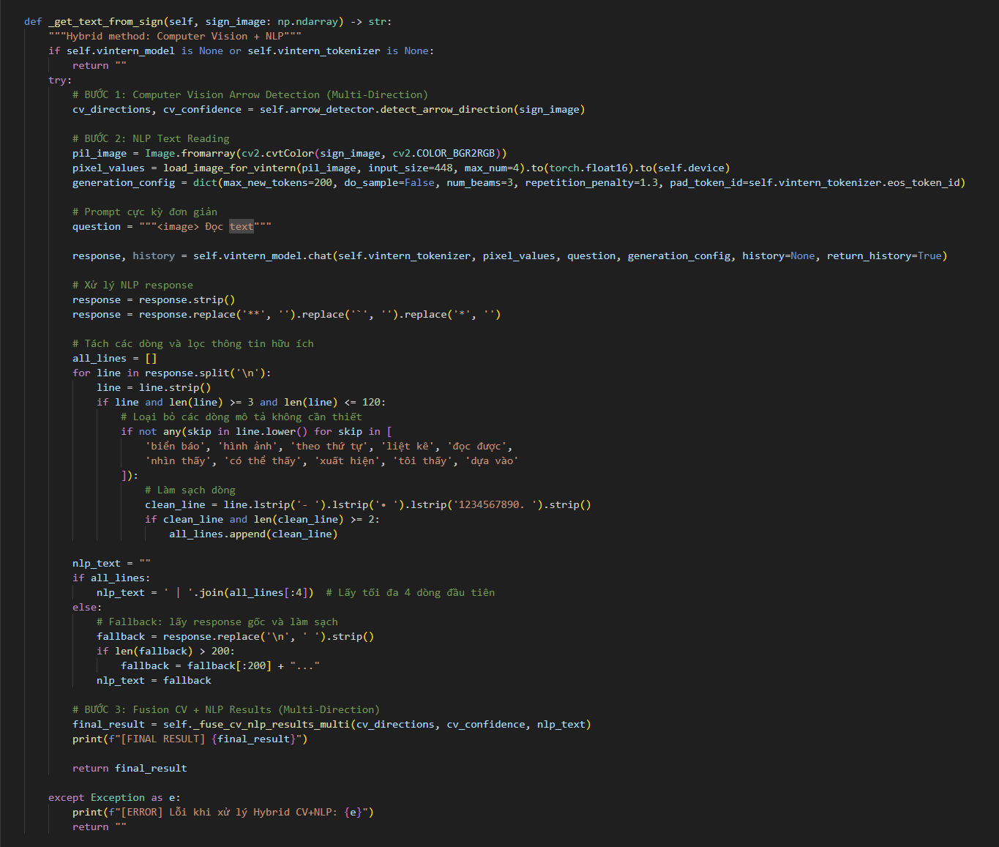 def _get_text_from_sign(self, sign_image: np.ndarray) -> str:
    """Hybrid method: Computer Vision + NLP"""
    if self.vintern_model is None or self.vintern_tokenizer is None:
        return ""
    try:
        # BƯỚC 1: Computer Vision Arrow Detection (Multi-Direction)
        cv_directions, cv_confidence = self.arrow_detector.detect_arrow_direction(sign_image)

        # BƯỚC 2: NLP Text Reading
        pil_image = Image.fromarray(cv2.cvtColor(sign_image, cv2.COLOR_BGR2RGB))
        pixel_values = load_image_for_vintern(pil_image, input_size=448, max_num=4).to(torch.float16).to(self.device)
        generation_config = dict(max_new_tokens=200, do_sample=False, num_beams=3, repetition_penalty=1.3, pad_token_id=self.vintern_tokenizer.eos_token_id)

        # Prompt cực kỳ đơn giản
        question = """<image> Đọc text"""

        response, history = self.vintern_model.chat(self.vintern_tokenizer, pixel_values, question, generation_config, history=None, return_history=True)

        # Xử lý NLP response
        response = response.strip()
        response = response.replace('**', '').replace('`', '').replace('*', '')

        # Tách các dòng và lọc thông tin hữu ích
        all_lines = []
        for line in response.split('\n'):
            line = line.strip()
            if line and len(line) >= 3 and len(line) <= 120:
                # Loại bỏ các dòng mô tả không cần thiết
                if not any(skip in line.lower() for skip in [
                    'biển báo', 'hình ảnh', 'theo thứ tự', 'liệt kê', 'đọc được',
                    'nhìn thấy', 'có thể thấy', 'xuất hiện', 'tôi thấy', 'dựa vào'
                ]):
                    # Làm sạch dòng
                    clean_line = line.lstrip('- ').lstrip('• ').lstrip('1234567890. ').strip()
                    if clean_line and len(clean_line) >= 2:
                        all_lines.append(clean_line)

        nlp_text = ""
        if all_lines:
            nlp_text = ' | '.join(all_lines[:4])  # Lấy tối đa 4 dòng đầu tiên
        else:
            # Fallback: lấy response gốc và làm sạch
            fallback = response.replace('\n', ' ').strip()
            if len(fallback) > 200:
                fallback = fallback[:200] + "..."
            nlp_text = fallback

        # BƯỚC 3: Fusion CV + NLP Results (Multi-Direction)
        final_result = self._fuse_cv_nlp_results_multi(cv_directions, cv_confidence, nlp_text)
        print(f"[FINAL RESULT] {final_result}")

        return final_result

    except Exception as e:
        print(f"[ERROR] Lỗi khi xử lý Hybrid CV+NLP: {e}")
        return ""